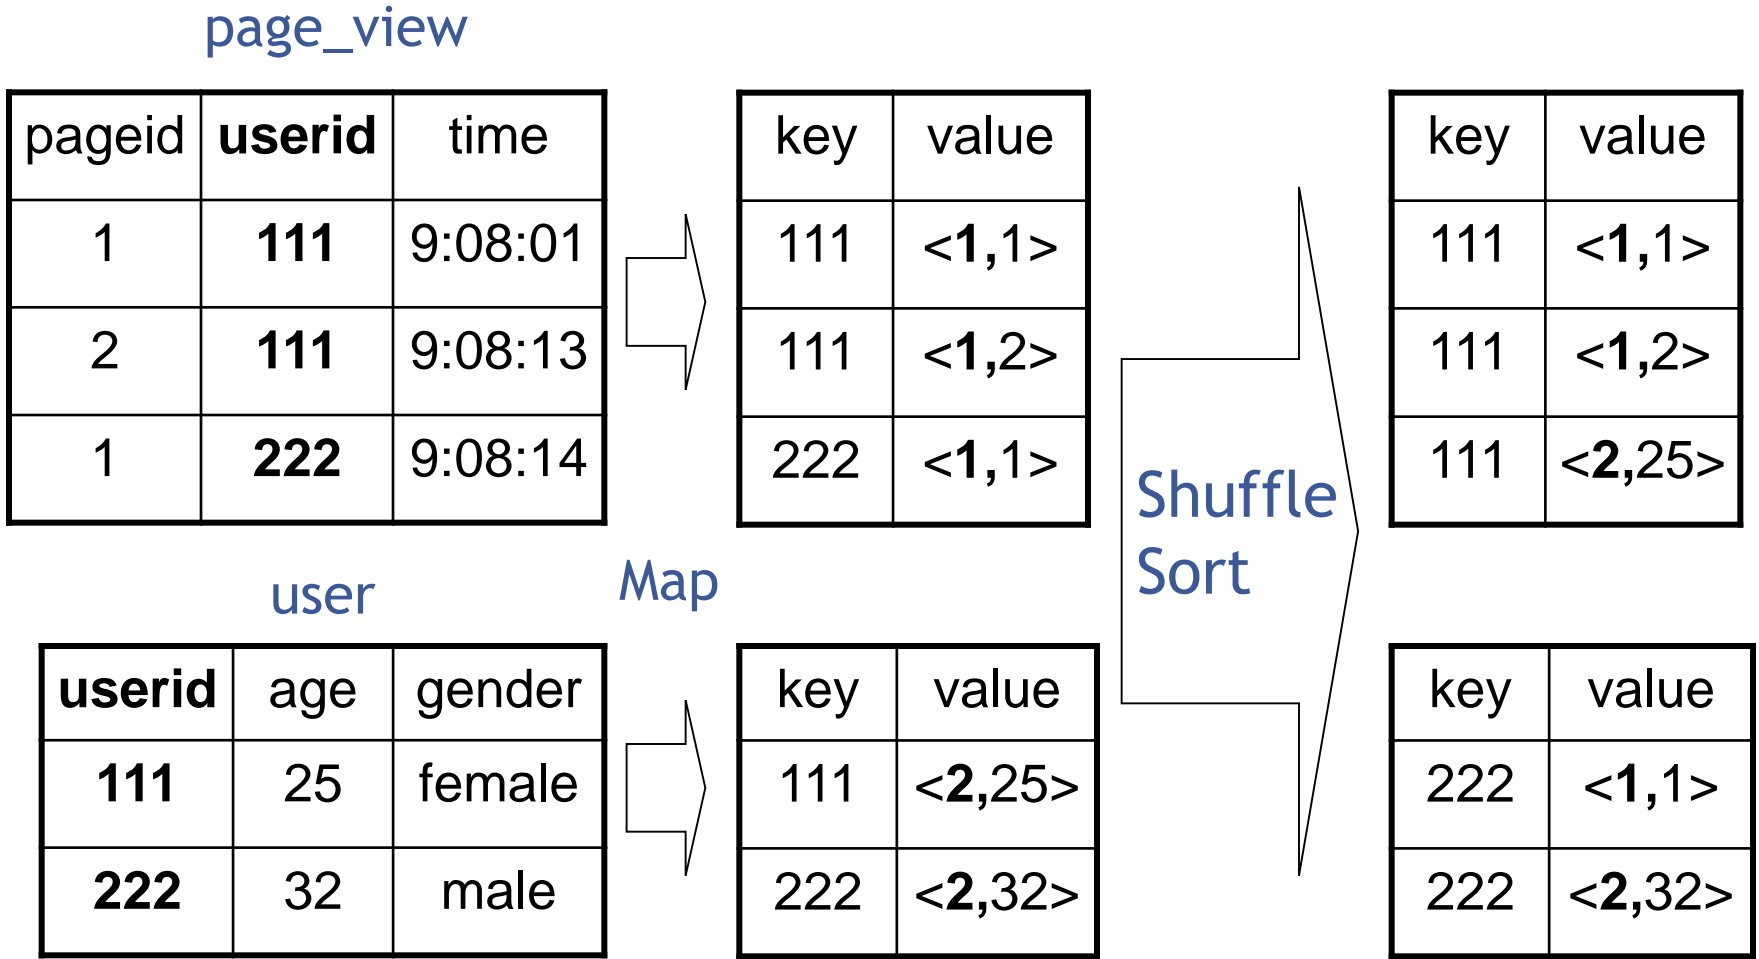 page_view
pageid userid time
1 111 9:08:01
2 111 9:08:13
1 222 9:08:14
key value
111 <1,1>
111 <1,2>
222 <1,1>
key value
111 <1,1>
111 <1,2>
111 <2,25>
Shuffle
Sort
Map
user
userid age gender
111 25 female
222 32 male
key value
111 <2,25>
222 <2,32>
key value
222 <1,1>
222 <2,32>